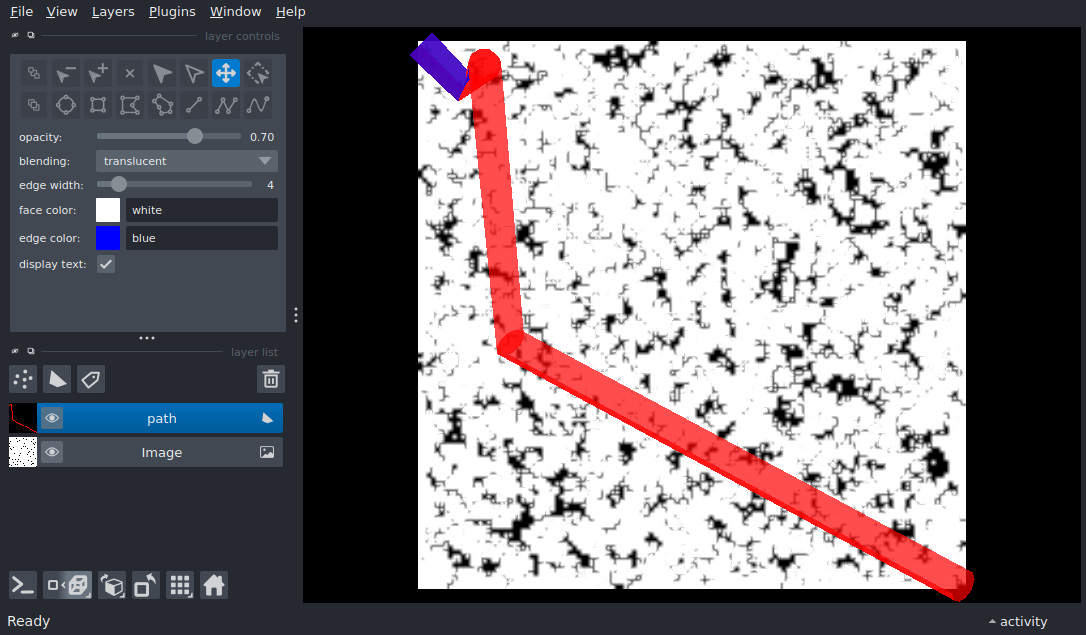 File View Layers Plugins Window Help
layer controls
opacity: 0.70
blending: translucent
edge width: 4
face color: white
edge color: blue
display text:
layer list
path
Image
Ready activity